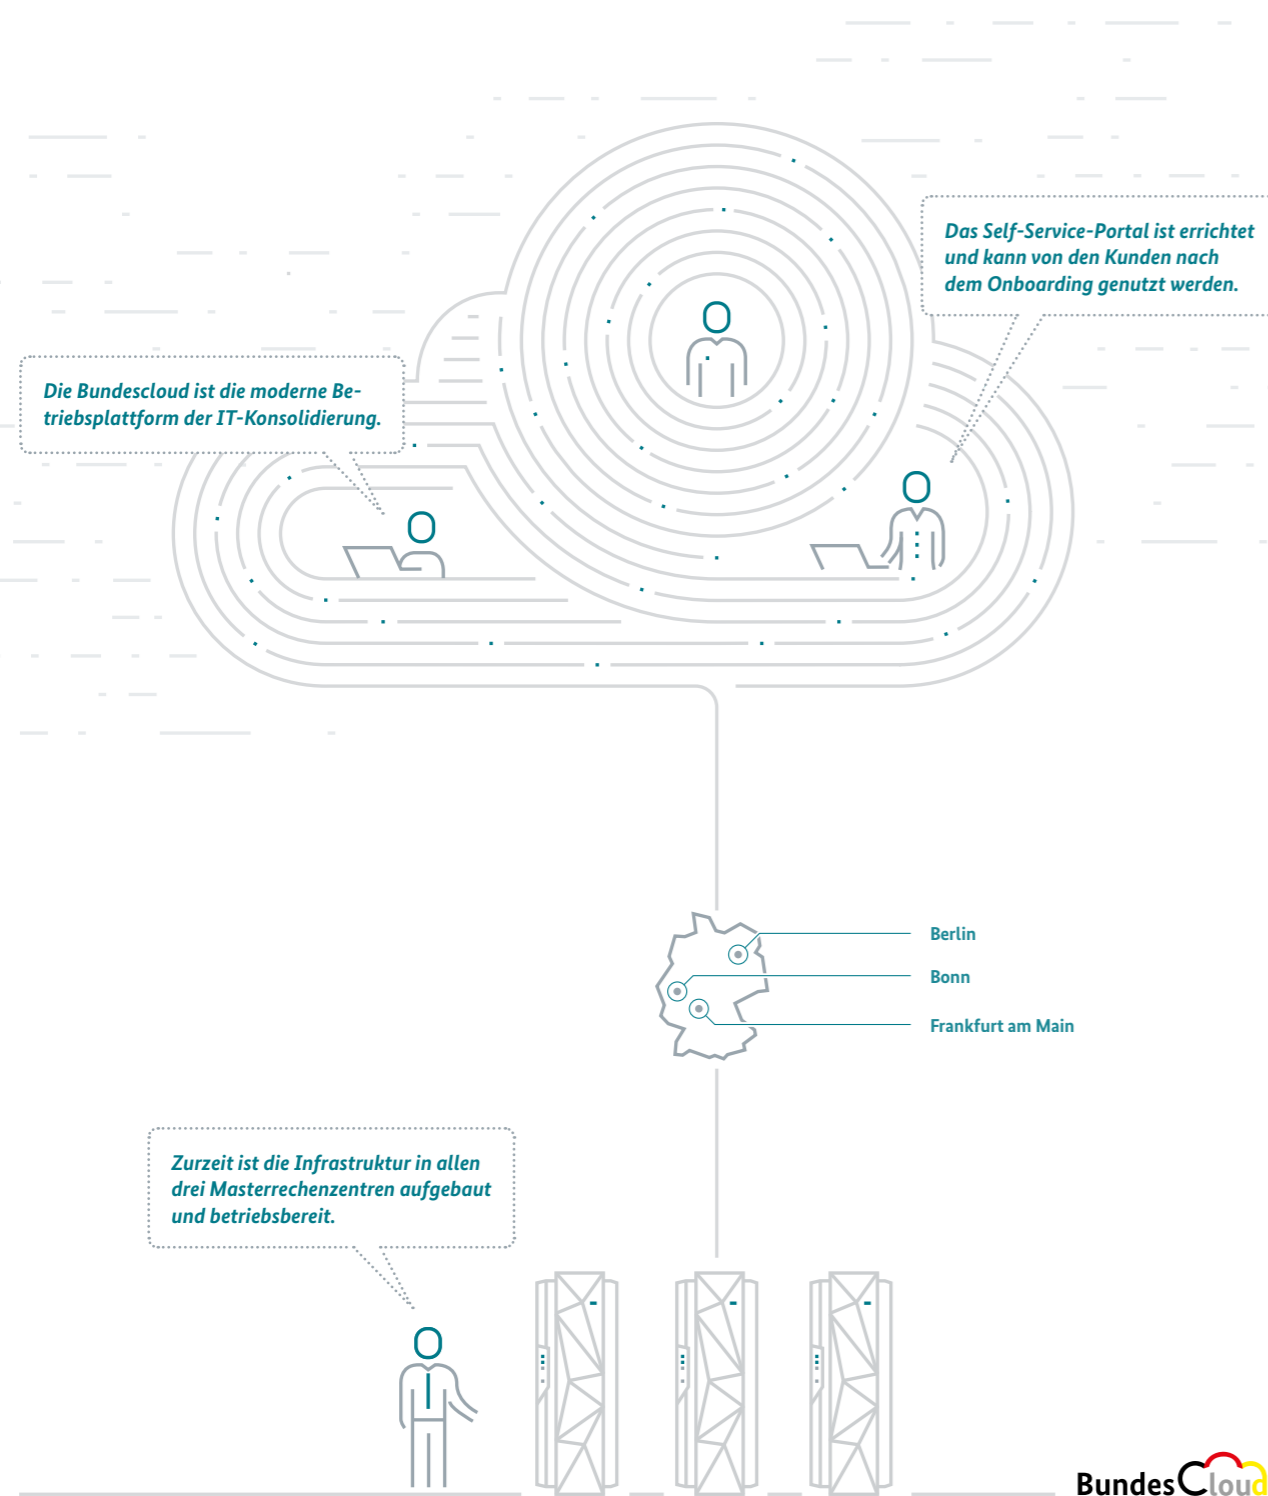 Das Self-Service-Portal ist errichtet
und kann von den Kunden nach
dem Onboarding genutzt werden.
Die Bundescloud ist die moderne Be-
triebsplattform der IT-Konsolidierung.
Berlin
Bonn
Frankfurt am Main
Zurzeit ist die Infrastruktur in allen
drei Masterrechenzentren aufgebaut
und betriebsbereit.
BundesCloud